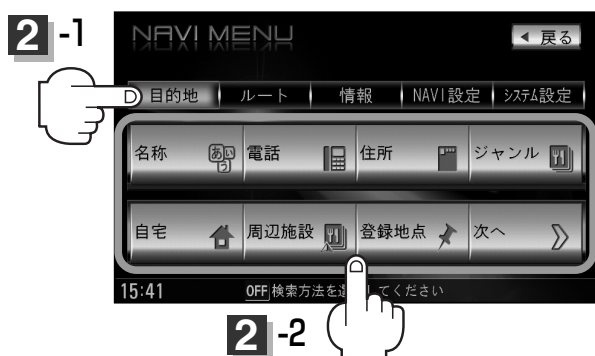 2-1
NAVI MENU
戻る
目的地 ルート 情報 NAVI設定 システム設定
名称 あいう 電話 住所 ジャンル
自宅 周辺施設 登録地点 次へ
15:41 OFF 検索方法を選 してください
2-2